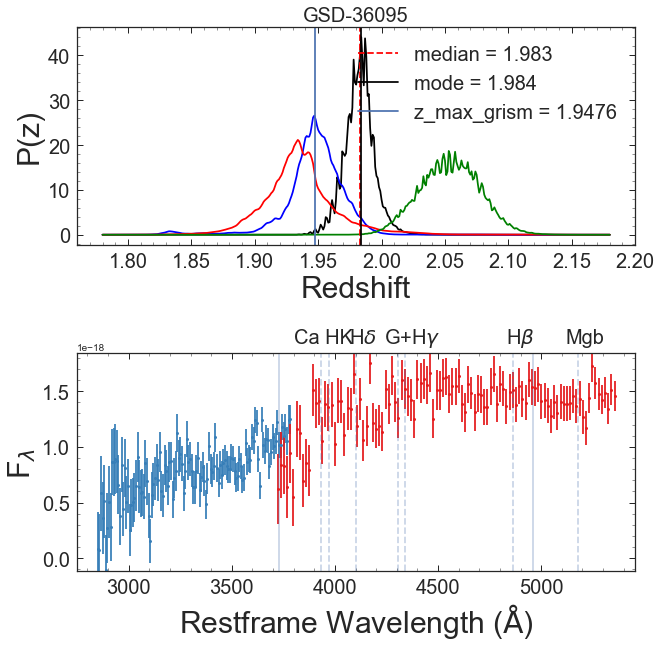 GSD-36095
P(z)
40
30
20
10
0
median = 1.983
mode = 1.984
z_max_grism = 1.9476
1.80 1.85 1.90 1.95 2.00 2.05 2.10 2.15 2.20
Redshift
1e−18
Ca HK Hδ G+Hγ Hβ Mgb
F_λ
1.5
1.0
0.5
0.0
3000 3500 4000 4500 5000
Restframe Wavelength (Å)